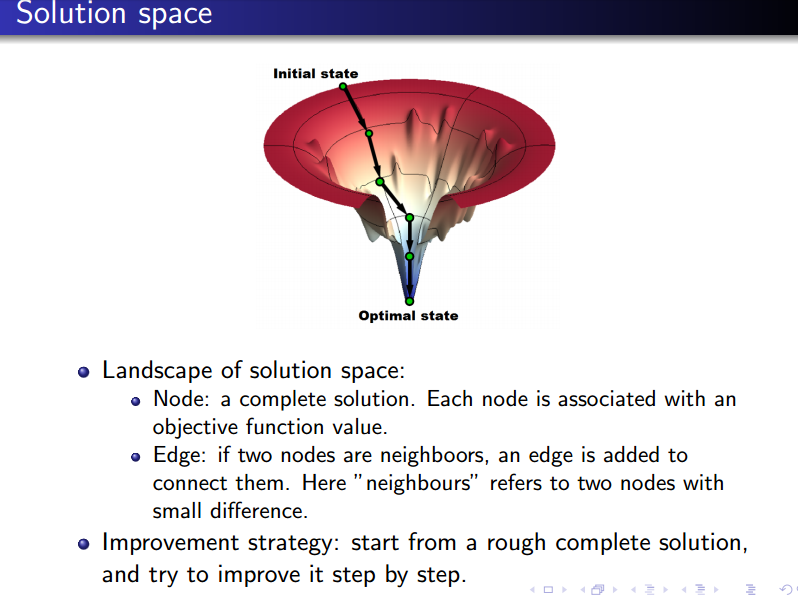 Solution space
Initial state
Optimal state
Landscape of solution space:
Node: a complete solution. Each node is associated with an
objective function value.
Edge: if two nodes are neighboors, an edge is added to
connect them. Here ”neighbours” refers to two nodes with
small difference.
Improvement strategy: start from a rough complete solution,
and try to improve it step by step.